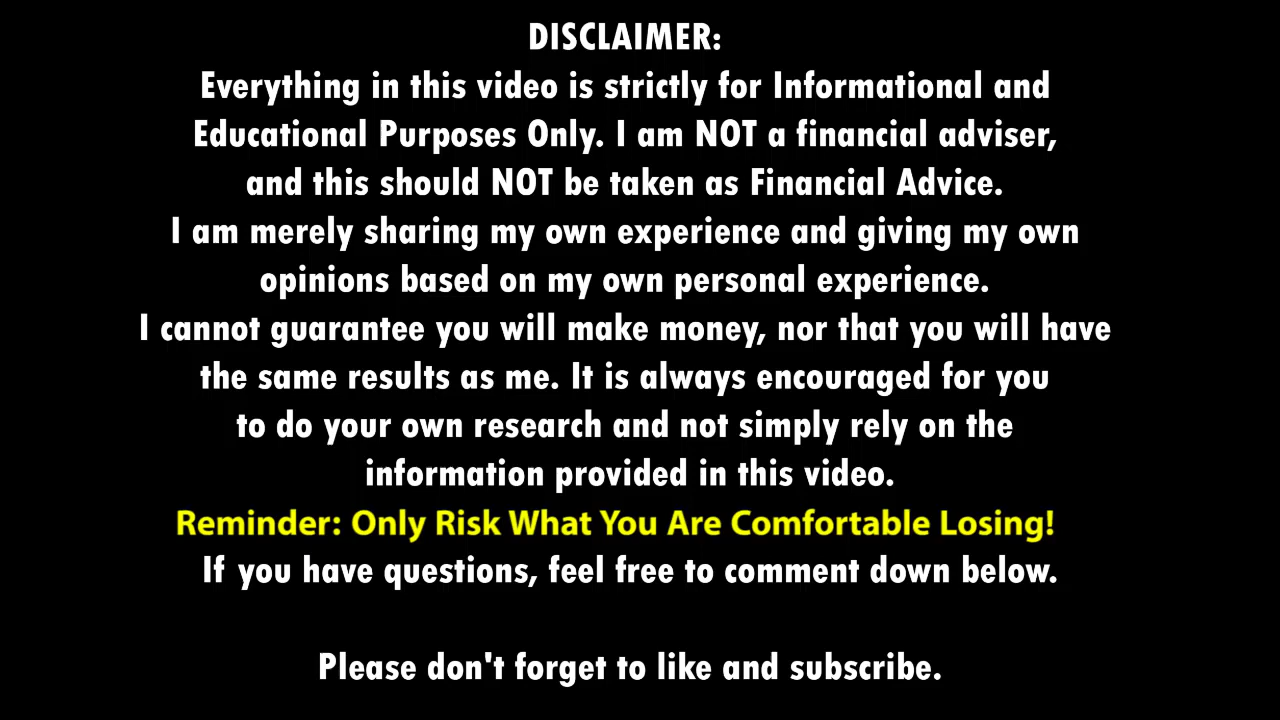 DISCLAIMER:
Everything in this video is strictly for Informational and
Educational Purposes Only. I am NOT a financial adviser,
and this should NOT be taken as Financial Advice.
I am merely sharing my own experience and giving my own
opinions based on my own personal experience.
I cannot guarantee you will make money, nor that you will have
the same results as me. It is always encouraged for you
to do your own research and not simply rely on the
information provided in this video.
Reminder: Only Risk What You Are Comfortable Losing!
If you have questions, feel free to comment down below.
Please don't forget to like and subscribe.